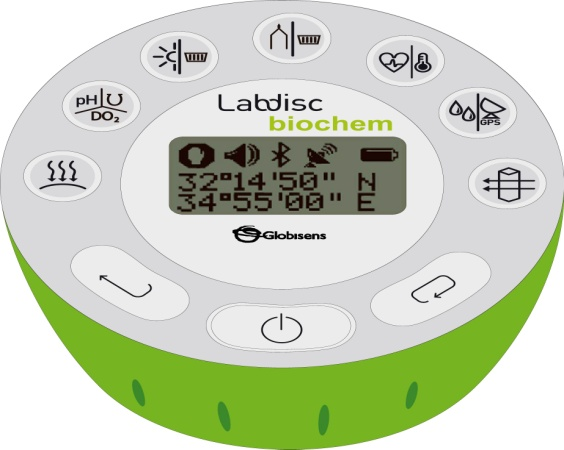 pH
DO₂
GPS
Labdisc
biochem
32°14'50" N
34°55'00" E
Globisens